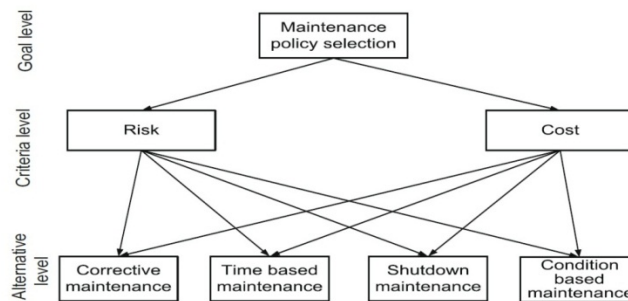 Goal level
Maintenance
policy selection
Criteria level
Risk
Cost
Alternative
level
Corrective
maintenance
Time based
maintenance
Shutdown
maintenance
Condition
based
maintenance